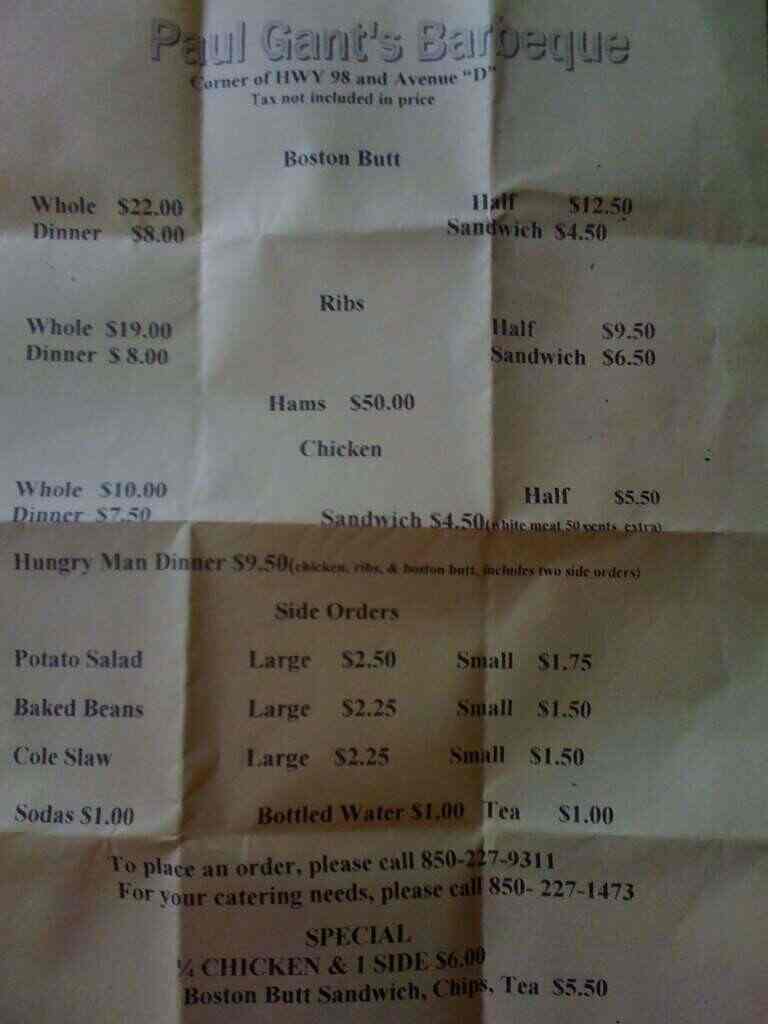 Paul Gant's Barbeque
Corner of HWY 98 and Avenue “D”
Tax not included in price
Boston Butt
Whole $22.00 Half $12.50
Dinner $8.00 Sandwich $4.50
Ribs
Whole $19.00 Half $9.50
Dinner $ 8.00 Sandwich $6.50
Hams $50.00
Chicken
Whole $10.00 Half $5.50
Dinner $7.50 Sandwich $4.50(white meat 50 cents extra)
Hungry Man Dinner $9.50(chicken, ribs, & boston butt, includes two side orders)
Side Orders
Potato Salad Large $2.50 Small $1.75
Baked Beans Large $2.25 Small $1.50
Cole Slaw Large $2.25 Small $1.50
Sodas $1.00 Bottled Water $1.00 Tea $1.00
To place an order, please call 850-227-9311
For your catering needs, please call 850- 227-1473
SPECIAL
¼ CHICKEN & 1 SIDE $6.00
Boston Butt Sandwich, Chips, Tea $5.50